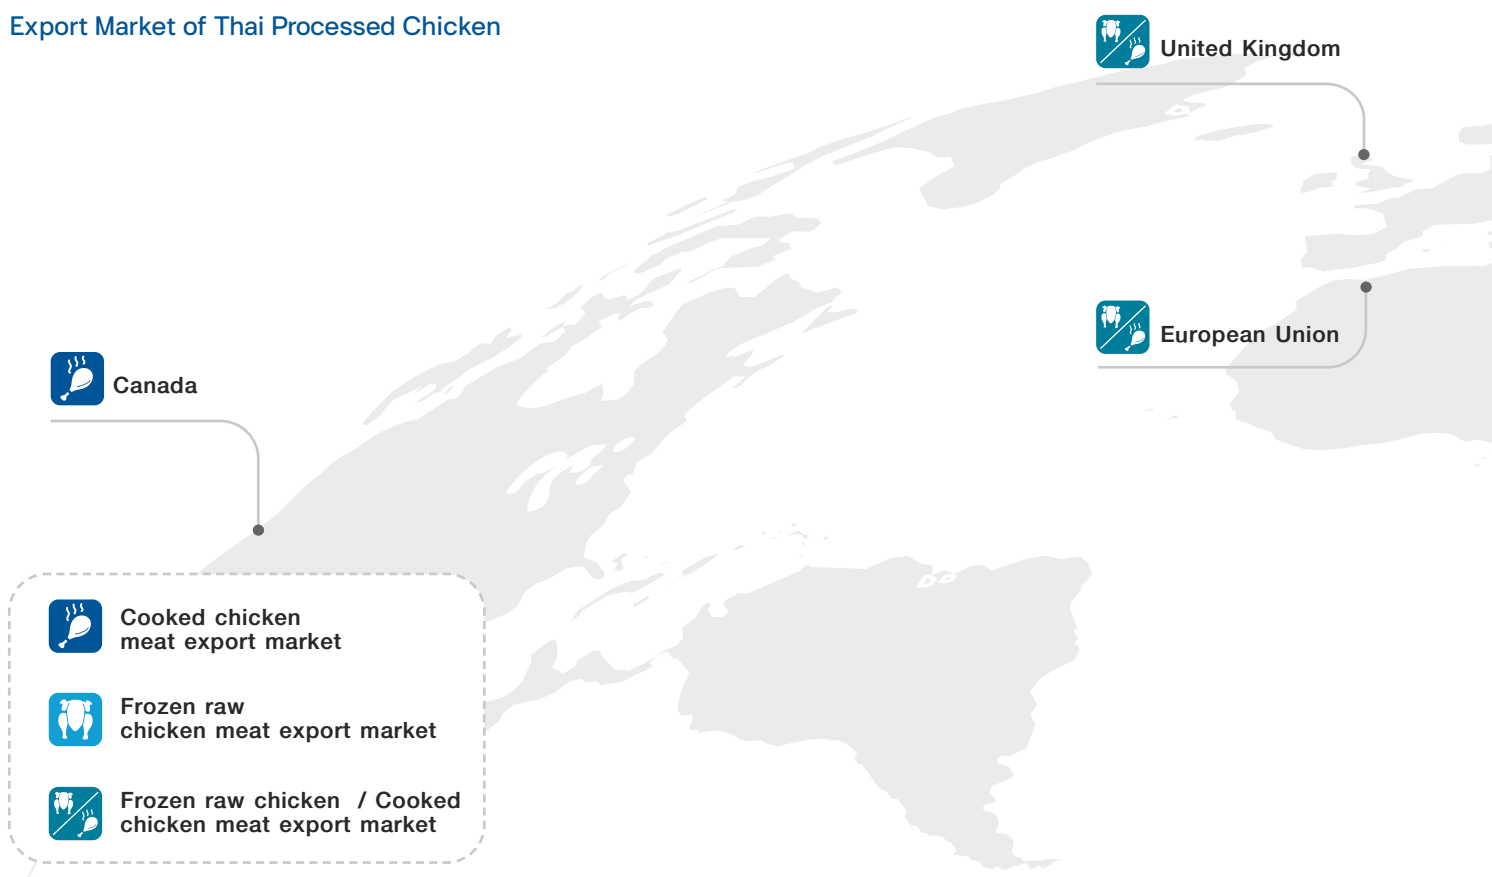 Export Market of Thai Processed Chicken
United Kingdom
European Union
Canada
Cooked chicken
meat export market
Frozen raw
chicken meat export market
Frozen raw chicken / Cooked
chicken meat export market